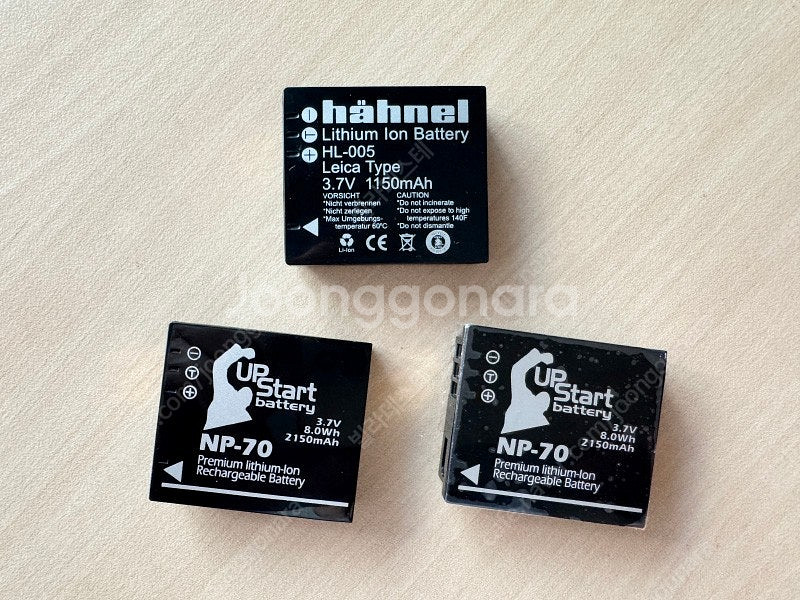 hähnel
Lithium Ion Battery
HL-005
Leica Type
3.7V 1150mAh
VORSICHT
*Nicht verbrennen
*Nicht zerlegen
*Max Umgebungs-
temperatur 60°C
CAUTION
*Do not incinerate
*Do not expose to high
temperatures 140F
*Do not dismantle
Li-Ion
CE
Joonggonara
UP
Start
battery
3.7V
8.0Wh
2150mAh
NP-70
Premium lithium-Ion
Rechargeable Battery
UP
Start
battery
3.7V
8.0Wh
2150mAh
NP-70
Premium lithium-Ion
Rechargeable Battery